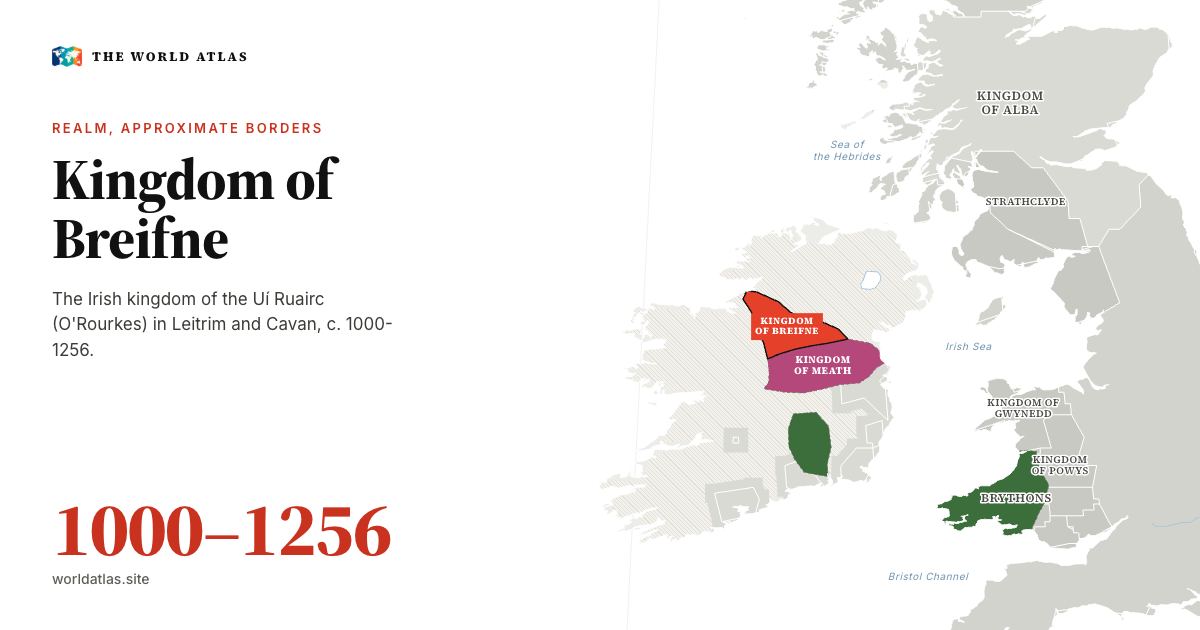 THE WORLD ATLAS
REALM, APPROXIMATE BORDERS
Kingdom of
Breifne
The Irish kingdom of the Uí Ruairc
(O'Rourkes) in Leitrim and Cavan, c. 1000-
1256.
1000–1256
worldatlas.site
KINGDOM
OF ALBA
Sea of
the Hebrides
STRATHCLYDE
KINGDOM
OF BREIFNE
Irish Sea
KINGDOM
OF MEATH
KINGDOM OF
GWYNEDD
KINGDOM
OF POWYS
BRYTHONS
Bristol Channel